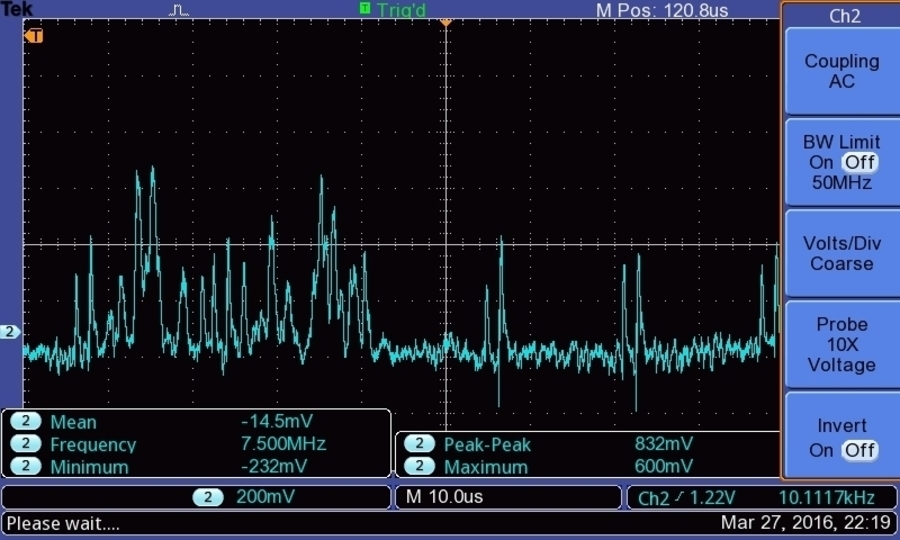 Tek
T Trig'd
M Pos: 120.8us
Ch2
T
Coupling
AC
BW Limit
On Off
50MHz
Volts/Div
Coarse
2
Probe
10X
Voltage
Invert
On Off
2 Mean -14.5mV
2 Frequency 7.500MHz
2 Minimum -232mV
2 Peak-Peak 832mV
2 Maximum 600mV
2 200mV
M 10.0us
Ch2 1.22V 10.1117kHz
Please wait....
Mar 27, 2016, 22:19